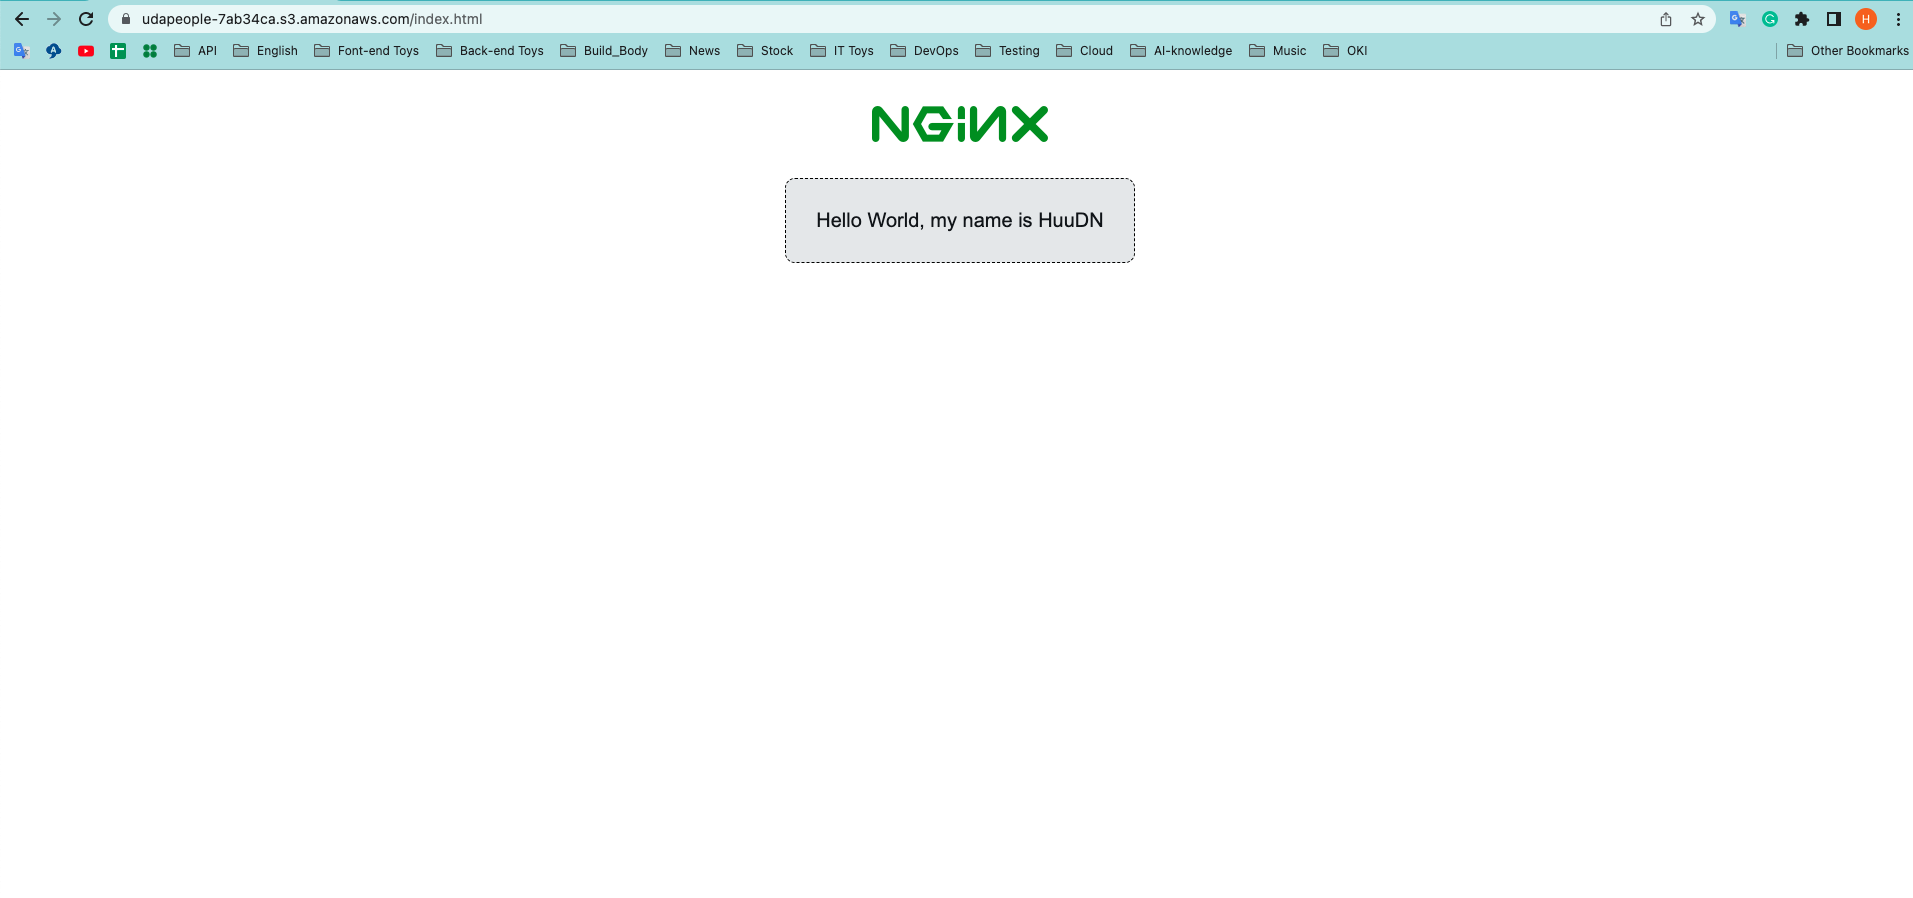 udapeople-7ab34ca.s3.amazonaws.com/index.html
H
API English Font-end Toys Back-end Toys Build_Body News Stock IT Toys DevOps Testing Cloud AI-knowledge Music OKI Other Bookmarks
NGiNX
Hello World, my name is HuuDN